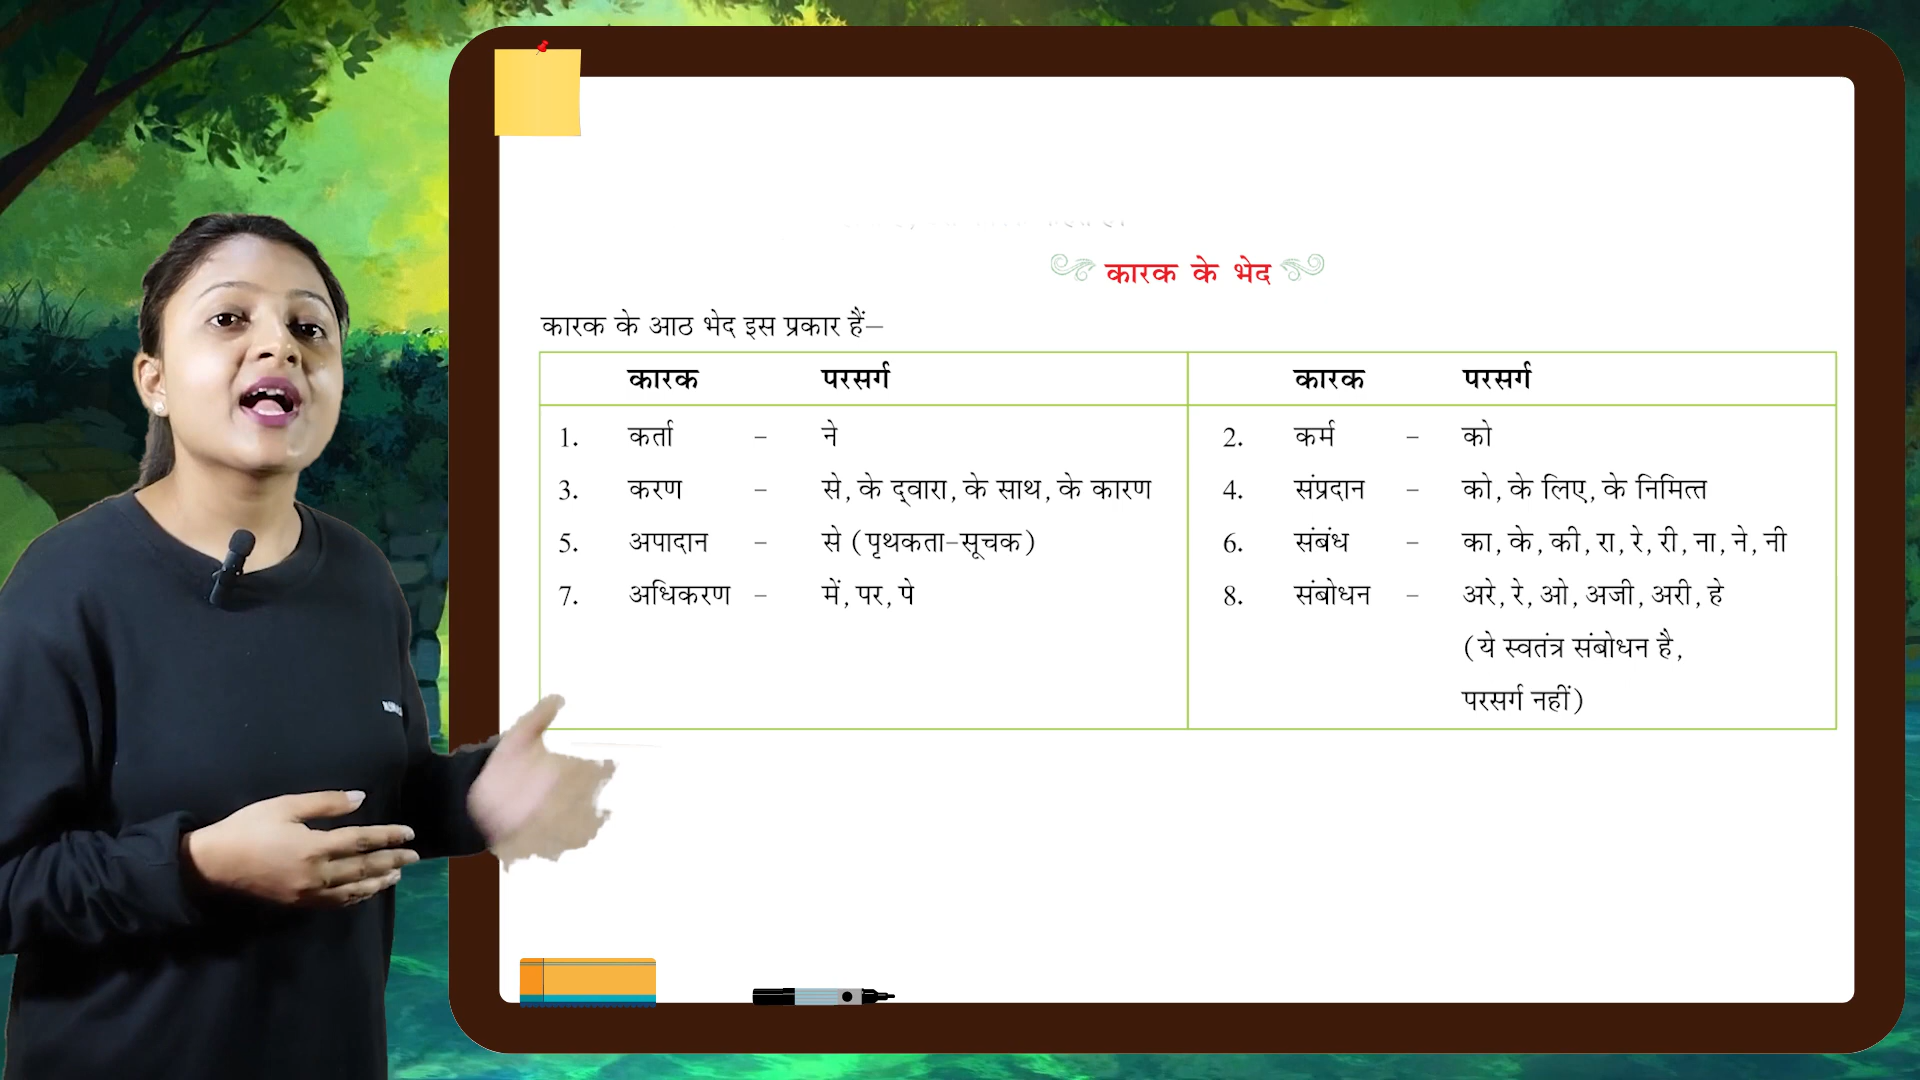 कारक के भेद
कारक के आठ भेद इस प्रकार हैं–
कारक परसर्ग कारक परसर्ग
1. कर्ता – ने 2. कर्म – को
3. करण – से, के द्‌वारा, के साथ, के कारण 4. संप्रदान – को, के लिए, के निमित्त
5. अपादान – से (पृथकता-सूचक) 6. संबंध – का, के, की, रा, रे, री, ना, ने, नी
7. अधिकरण – में, पर, पे 8. संबोधन – अरे, रे, ओ, अजी, अरी, हे
(ये स्वतंत्र संबोधन है,
परसर्ग नहीं)